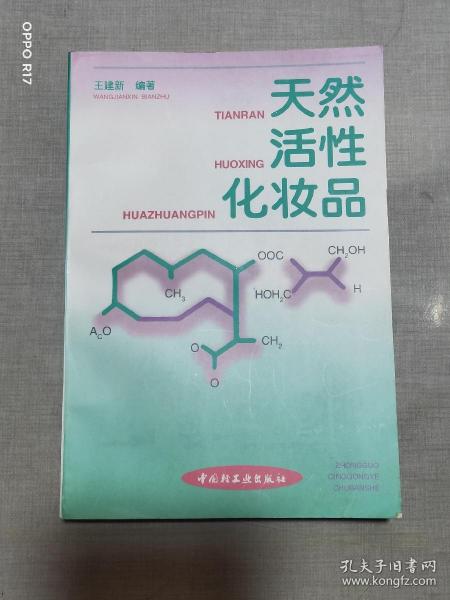 OPPO R17
王建新 编著
WANGJIANXIN BIANZHU
TIANRAN 天然
HUOXING 活性
HUAZHUANGPIN 化妆品
OOC
CH2OH
CH3
HOH2C
H
ACO
O
CH2
O
中国轻工业出版社
ZHONGGUO
QINGGONGYE
CHUBANSHE
孔夫子旧书网
www.kongfz.com